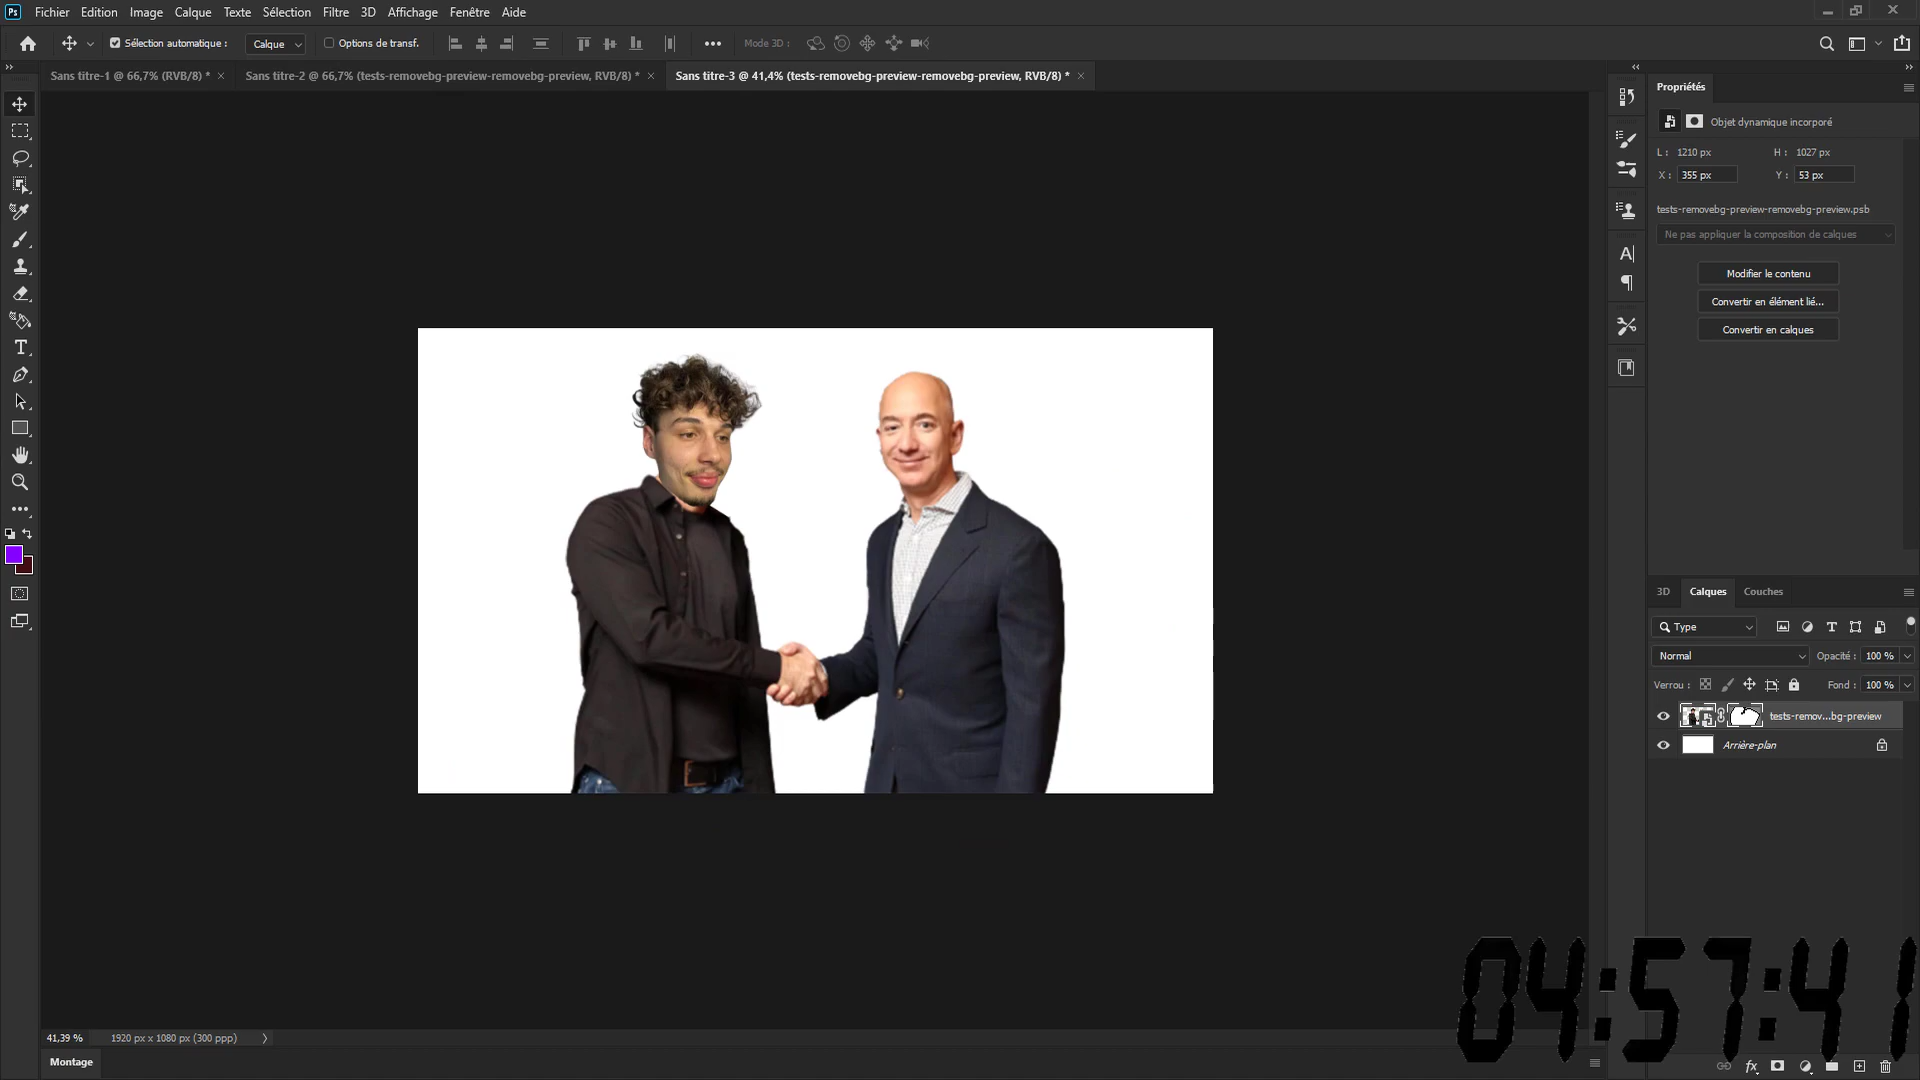 Ps Fichier Edition Image Calque Texte Sélection Filtre 3D Affichage Fenêtre Aide
Sélection automatique : Calque Options de transf. Mode 3D :
Sans titre-1 @ 66,7% (RVB/8) * Sans titre-2 @ 66,7% (tests-removebg-preview-removebg-preview, RVB/8) * Sans titre-3 @ 41,4% (tests-removebg-preview-removebg-preview, RVB/8) *
Propriétés
Objet dynamique incorporé
L : 1210 px H : 1027 px
X : 355 px Y : 53 px
tests-removebg-preview-removebg-preview.psb
Ne pas appliquer la composition de calques
Modifier le contenu
Convertir en élément lié...
Convertir en calques
3D Calques Couches
Type
Normal Opacité : 100 %
Verrou : Fond : 100 %
tests-remov...bg-preview
Arrière-plan
04:57:41
41,39 % 1920 px x 1080 px (300 ppp)
Montage